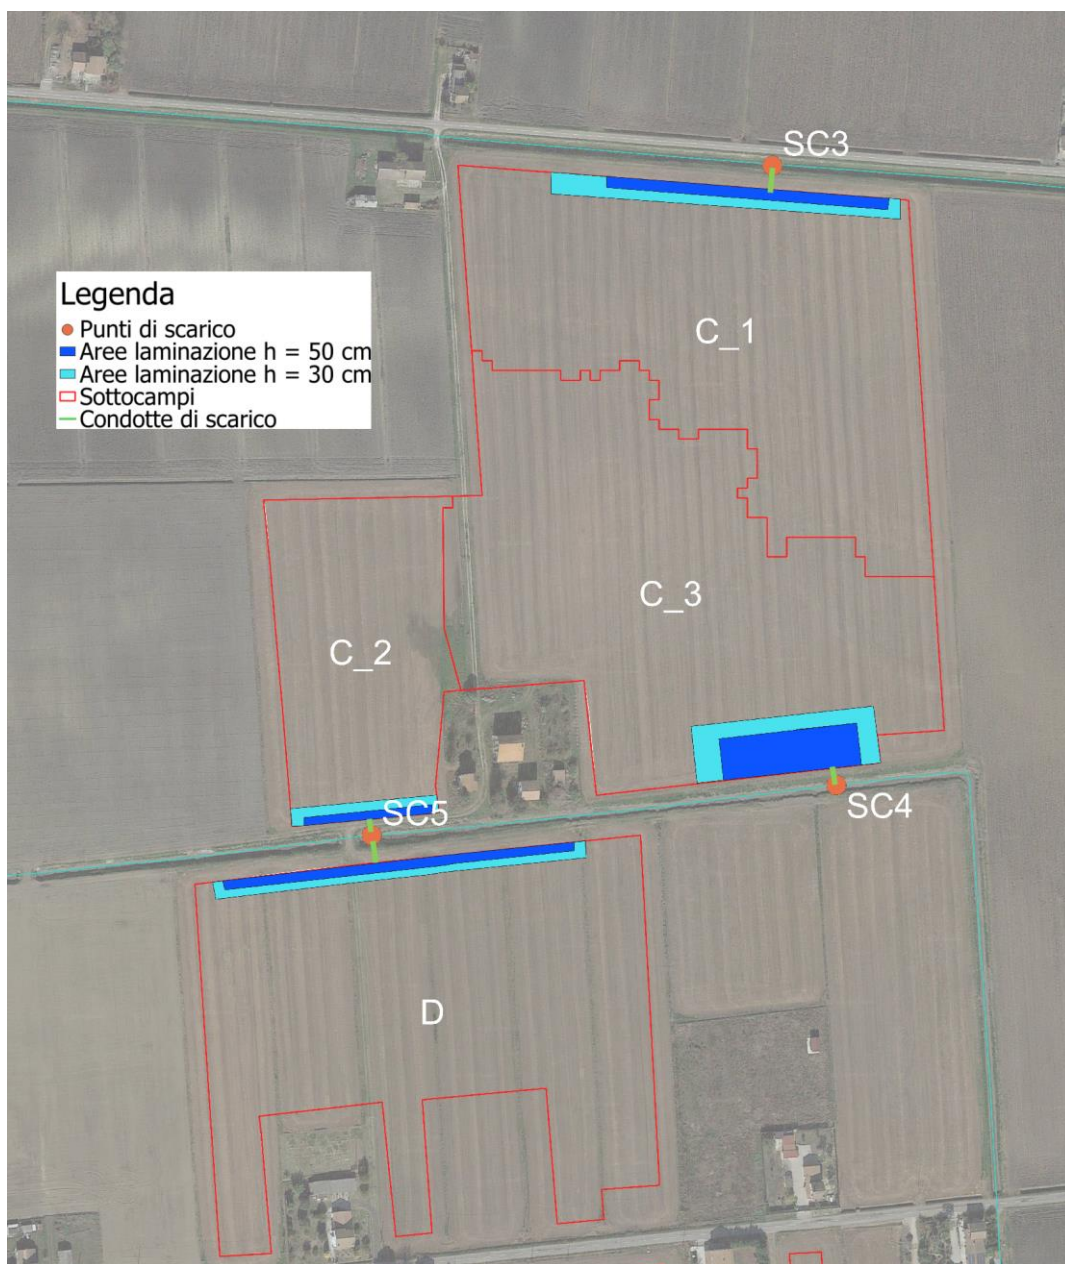 SC3
Legenda
Punti di scarico
Aree laminazione h = 50 cm
Aree laminazione h = 30 cm
Sottocampi
Condotte di scarico
C_1
C_3
C_2
SC5
SC4
D